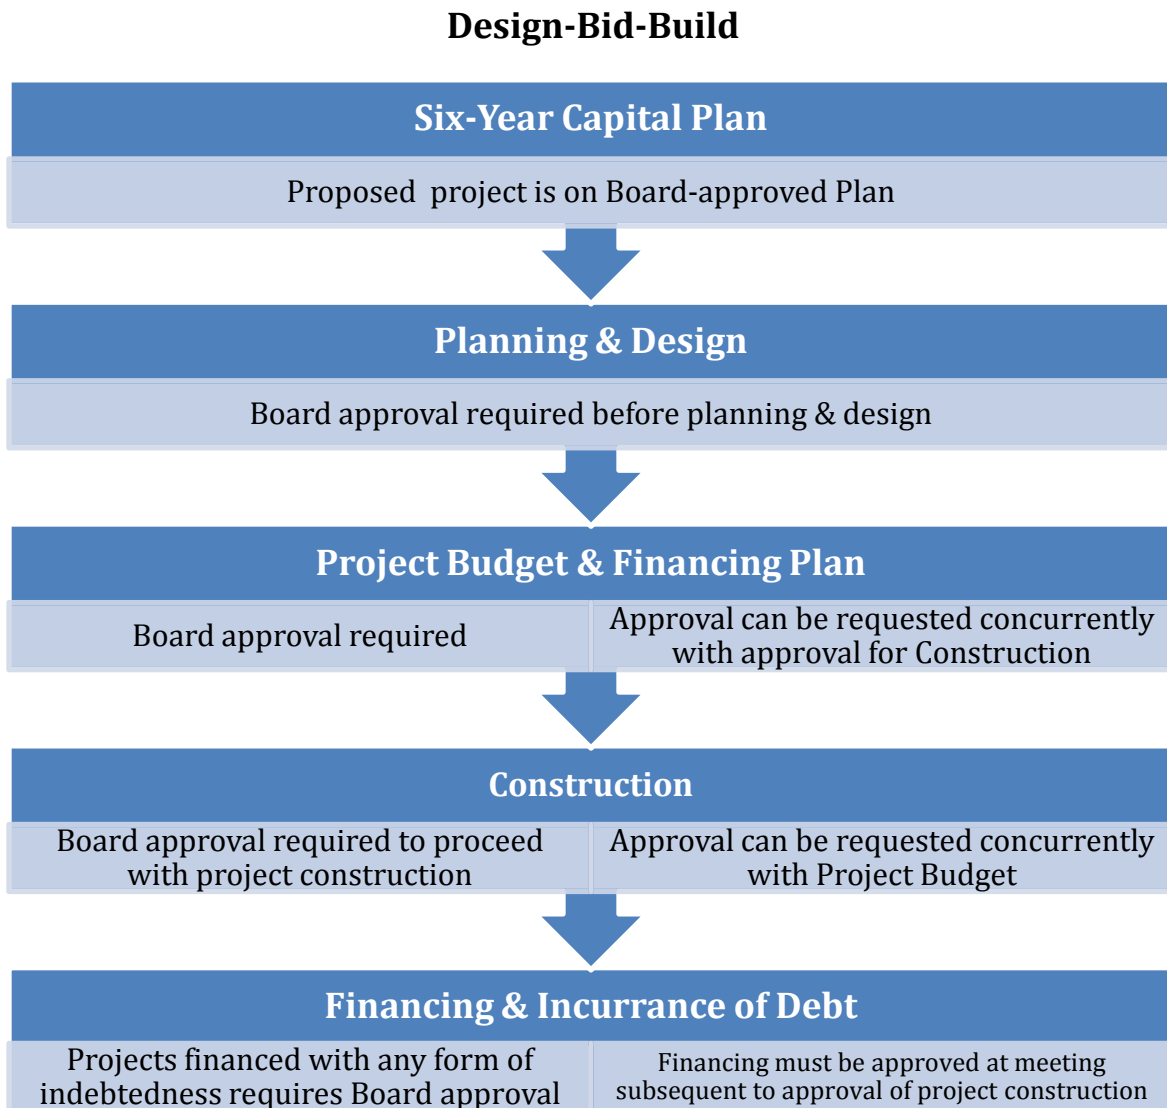 Design-Bid-Build
Six-Year Capital Plan
Proposed  project is on Board-approved Plan
Planning & Design
Board approval required before planning & design
Project Budget & Financing Plan
Board approval required
Approval can be requested concurrently
with approval for Construction
Construction
Board approval required to proceed
with project construction
Approval can be requested concurrently
with Project Budget
Financing & Incurrance of Debt
Projects financed with any form of
indebtedness requires Board approval
Financing must be approved at meeting
subsequent to approval of project construction